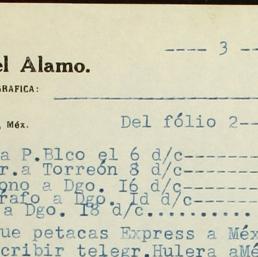 ---- 3 --
el Alamo.
GRAFICA:
, Méx.
Del fólio 2--
a P.Blco el 6 d/c------
r.a Torreón 8 d/c------
ono a Dgo. I6 d/c------
rafo a Dgo. Id d/c-----
a Dgo. I8 d/c..........
que petacas Express a Méx
cribir telegr.Hulera aMé